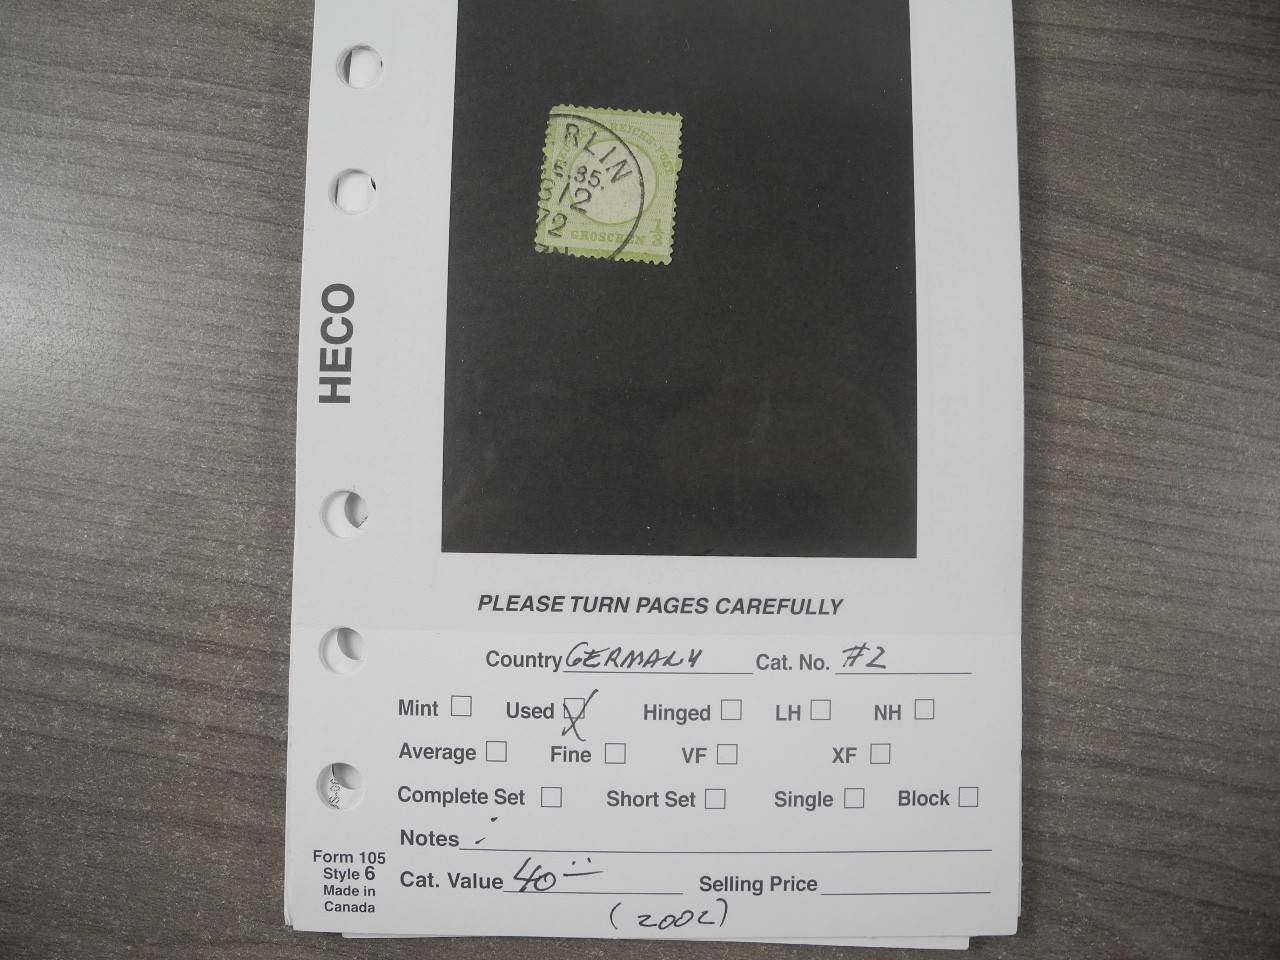 REICHS-POST
RLIN
35.
12
72
GROSCHEN 1/3
HECO
PLEASE TURN PAGES CAREFULLY
Country GERMANY Cat. No. #2
Mint Used Hinged LH NH
Average Fine VF XF
Complete Set Short Set Single Block
Notes
Cat. Value 40 Selling Price
(2002)
Form 105
Style 6
Made in
Canada